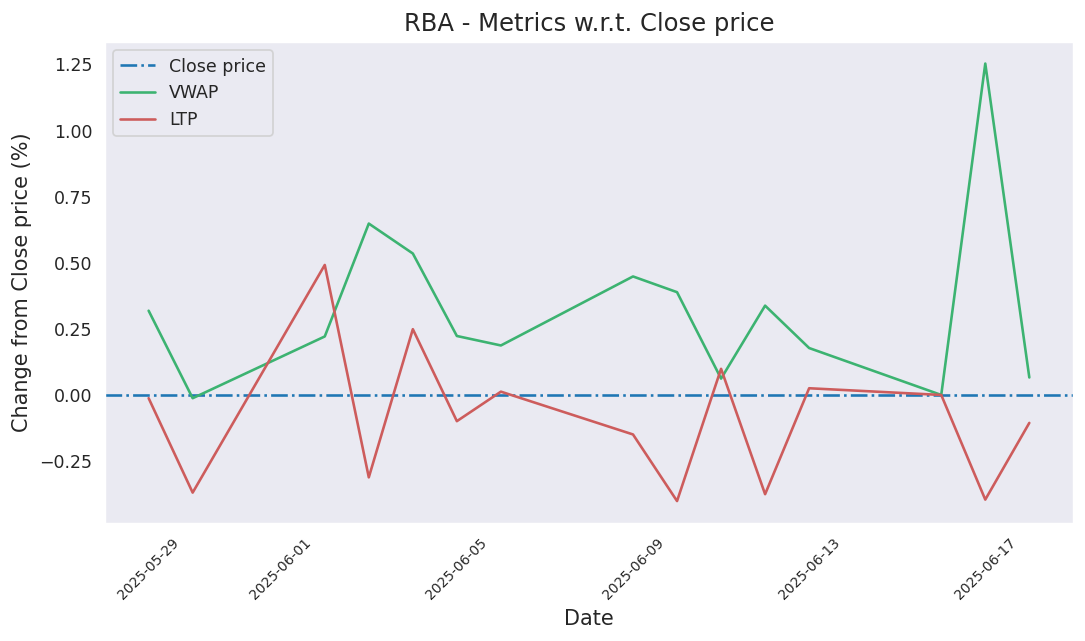 RBA - Metrics w.r.t. Close price
Close price
VWAP
LTP
Change from Close price (%)
1.25
1.00
0.75
0.50
0.25
0.00
−0.25
2025-05-29
2025-06-01
2025-06-05
2025-06-09
2025-06-13
2025-06-17
Date